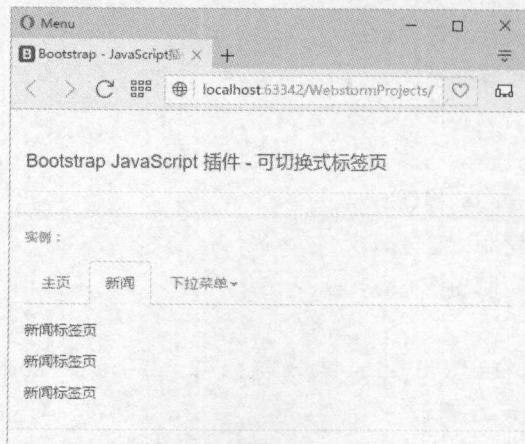 Menu
Bootstrap - JavaScript插
localhost:63342/WebstormProjects/
Bootstrap JavaScript 插件 - 可切换式标签页
实例：
主页 新闻 下拉菜单
新闻标签页
新闻标签页
新闻标签页